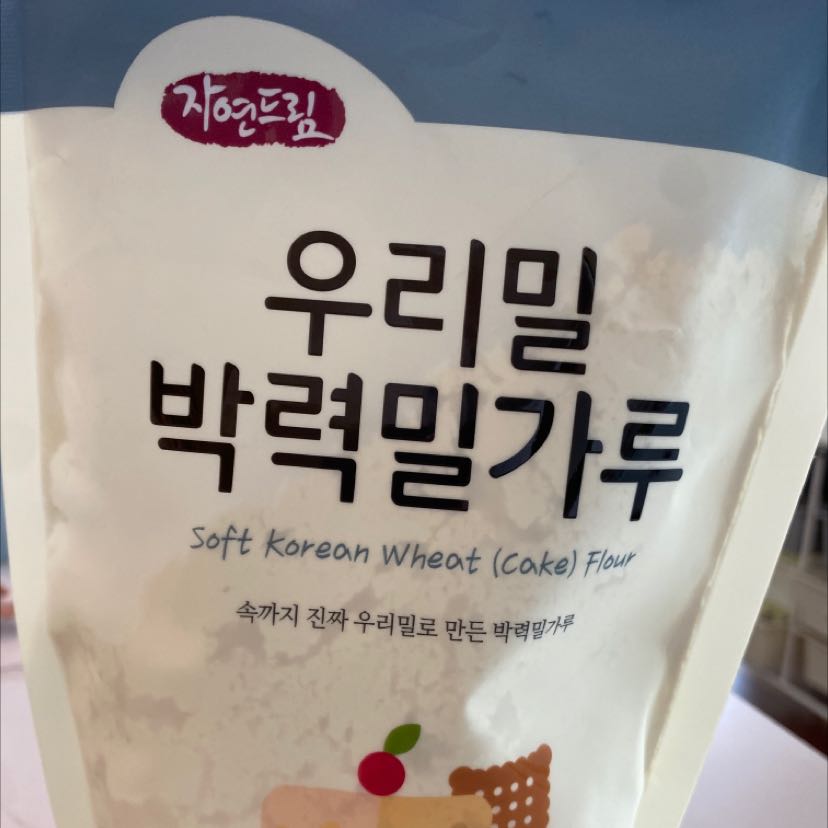 자연드림
우리밀
박력밀가루
Soft Korean Wheat (Cake) Flour
속까지 진짜 우리밀로 만든 박력밀가루